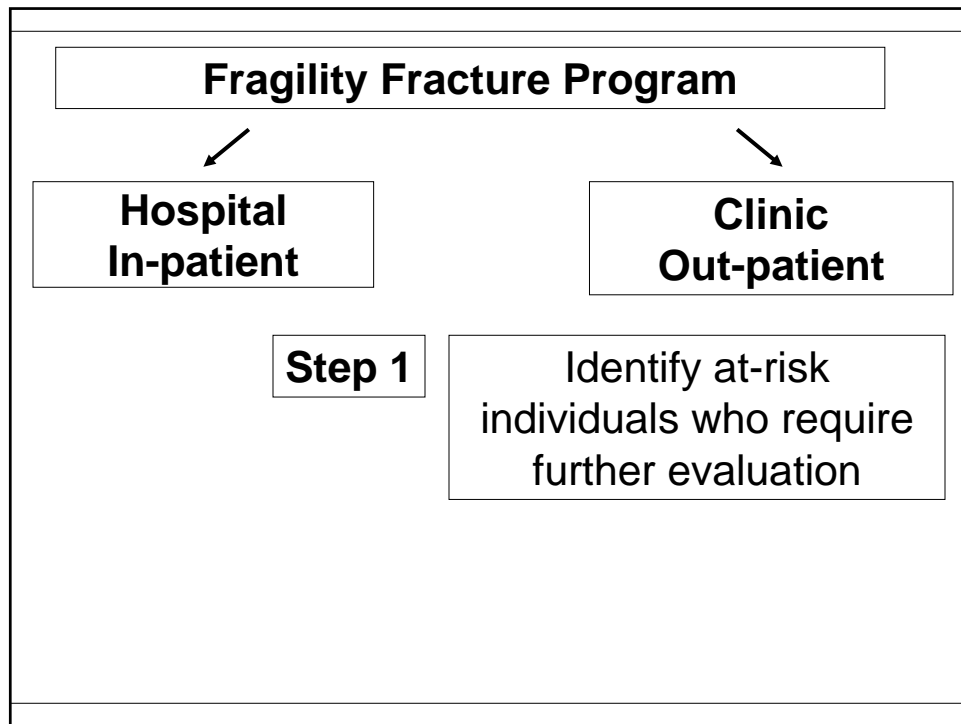 Fragility Fracture Program
Hospital
In-patient
Clinic
Out-patient
Step 1
Identify at-risk
individuals who require
further evaluation